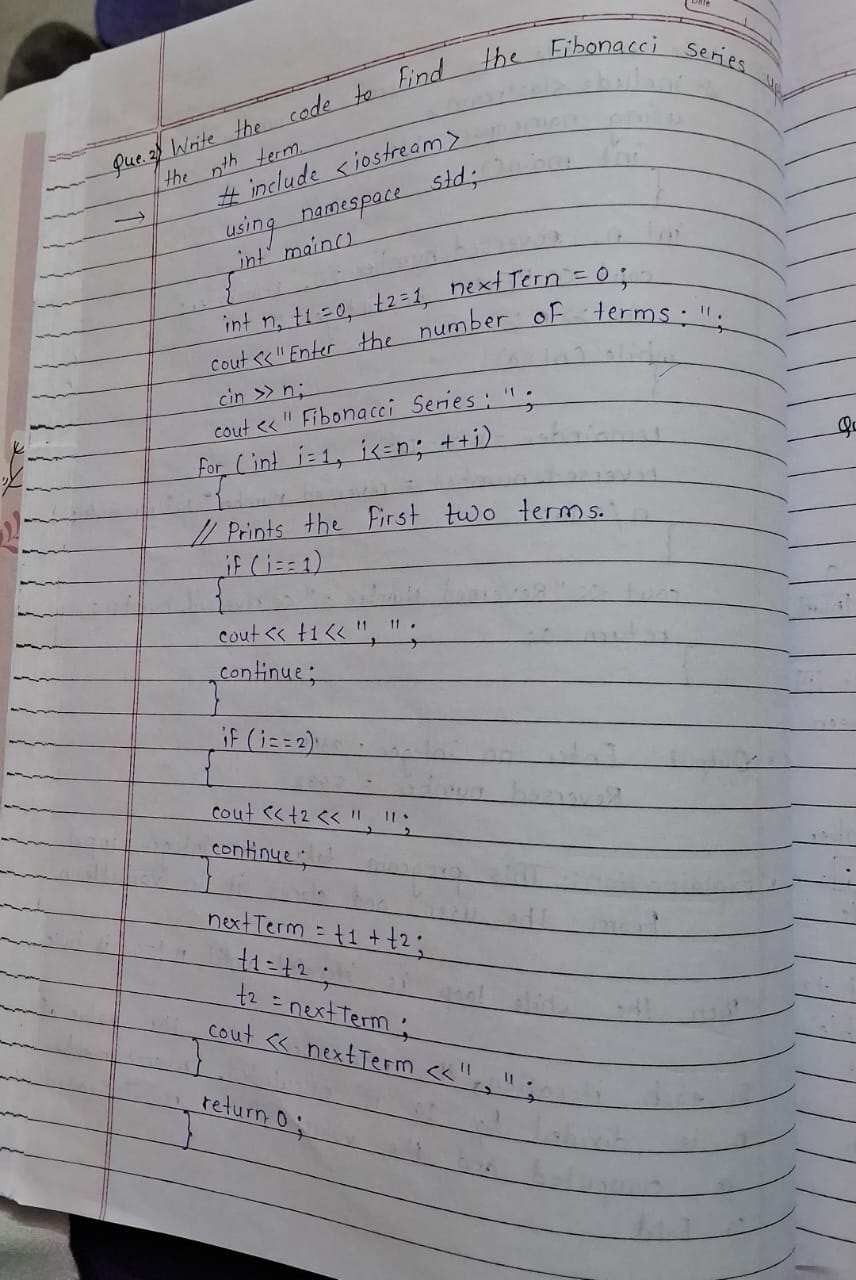 Que.2) Write the code to Find the Fibonacci Series up
the nth term.
→ # include <iostream>
using namespace std;
int main()
{
int n, t1=0, t2=1, nextTern = 0;
cout <<"Enter the number of terms: ";
cin >> n;
cout << "Fibonacci Series: ";
For (int i=1, i<=n; ++i)
{
// Prints the First two terms.
if (i==1)
{
cout << t1 << ", ";
continue;
}
if (i==2)
{
cout << t2 << ", ";
continue;
}
nextTerm = t1 + t2;
t1=t2;
t2 = nextTerm;
cout << nextTerm <<", ";
}
return 0;
}